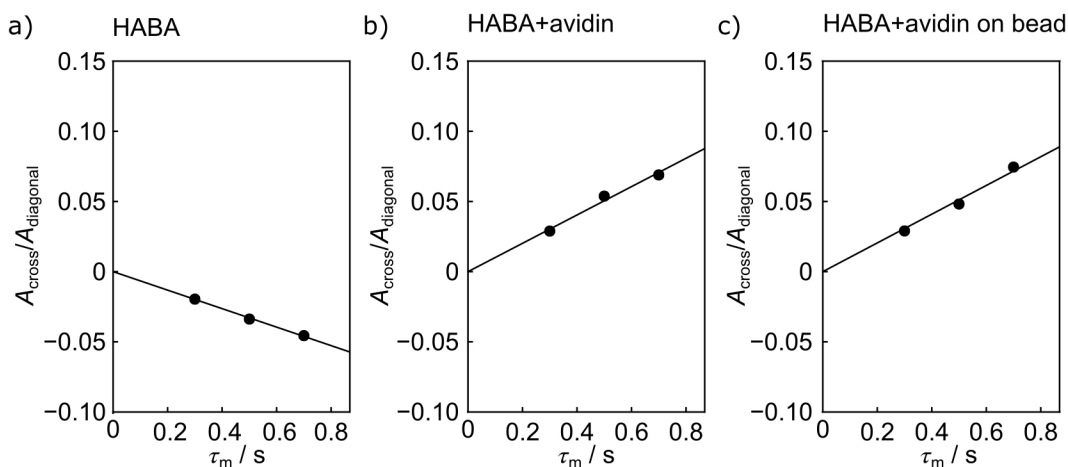 a) HABA
0.15
0.10
0.05
0
−0.05
−0.10
A_cross/A_diagonal
0 0.2 0.4 0.6 0.8
τ_m / s
b) HABA+avidin
0.15
0.10
0.05
0
−0.05
−0.10
A_cross/A_diagonal
0 0.2 0.4 0.6 0.8
τ_m / s
c) HABA+avidin on bead
0.15
0.10
0.05
0
−0.05
−0.10
A_cross/A_diagonal
0 0.2 0.4 0.6 0.8
τ_m / s